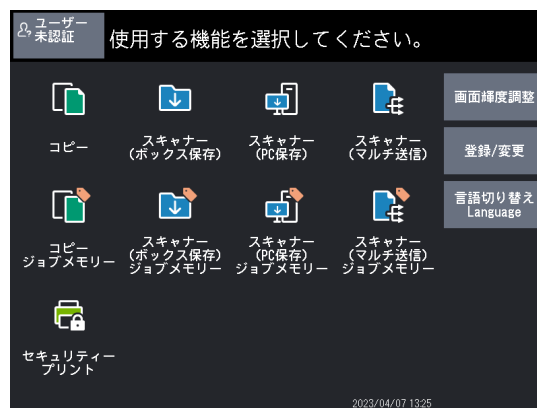 ユーザー
未認証
使用する機能を選択してください。
コピー
スキャナー
(ボックス保存)
スキャナー
(PC保存)
スキャナー
(マルチ送信)
画面輝度調整
登録/変更
言語切り替え
Language
コピー
ジョブメモリー
スキャナー
(ボックス保存)
ジョブメモリー
スキャナー
(PC保存)
ジョブメモリー
スキャナー
(マルチ送信)
ジョブメモリー
セキュリティー
プリント
2023/04/07 13:25